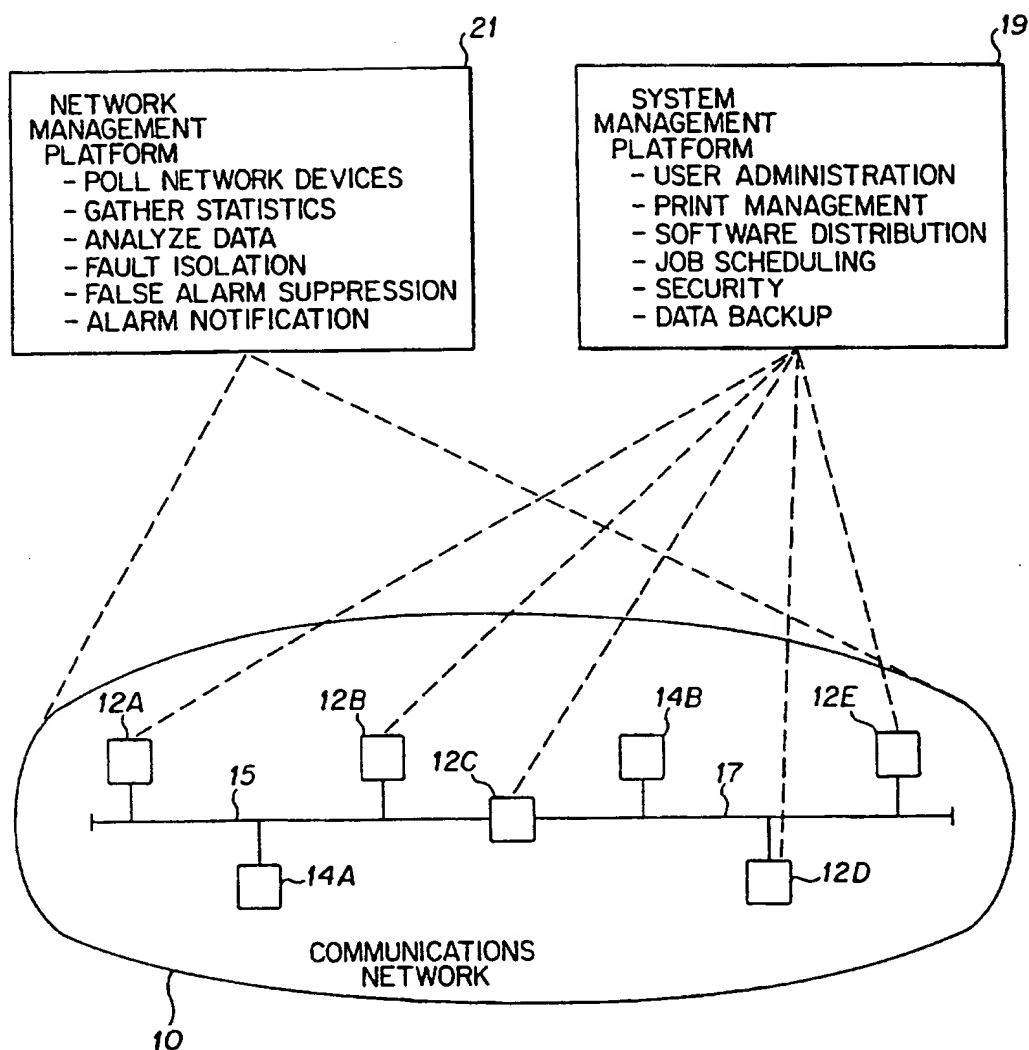 21
19
NETWORK
MANAGEMENT
PLATFORM
- POLL NETWORK DEVICES
- GATHER STATISTICS
- ANALYZE DATA
- FAULT ISOLATION
- FALSE ALARM SUPPRESSION
- ALARM NOTIFICATION
SYSTEM
MANAGEMENT
PLATFORM
- USER ADMINISTRATION
- PRINT MANAGEMENT
- SOFTWARE DISTRIBUTION
- JOB SCHEDULING
- SECURITY
- DATA BACKUP
12A
12B
14B
12E
12C
15
17
14A
12D
COMMUNICATIONS
NETWORK
10